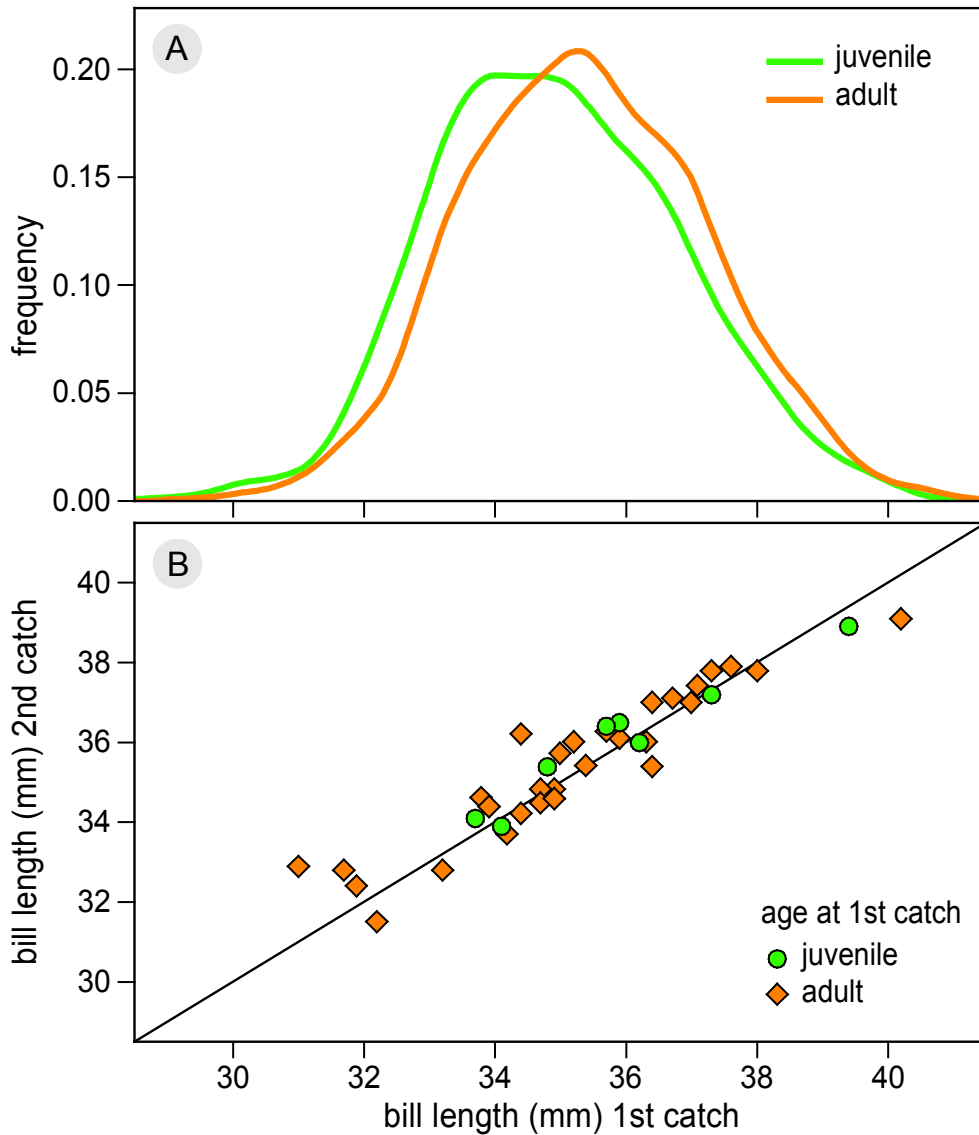 A
juvenile
adult
0.20
0.15
0.10
0.05
0.00
frequency
B
40
38
36
34
32
30
bill length (mm) 2nd catch
age at 1st catch
juvenile
adult
30 32 34 36 38 40
bill length (mm) 1st catch